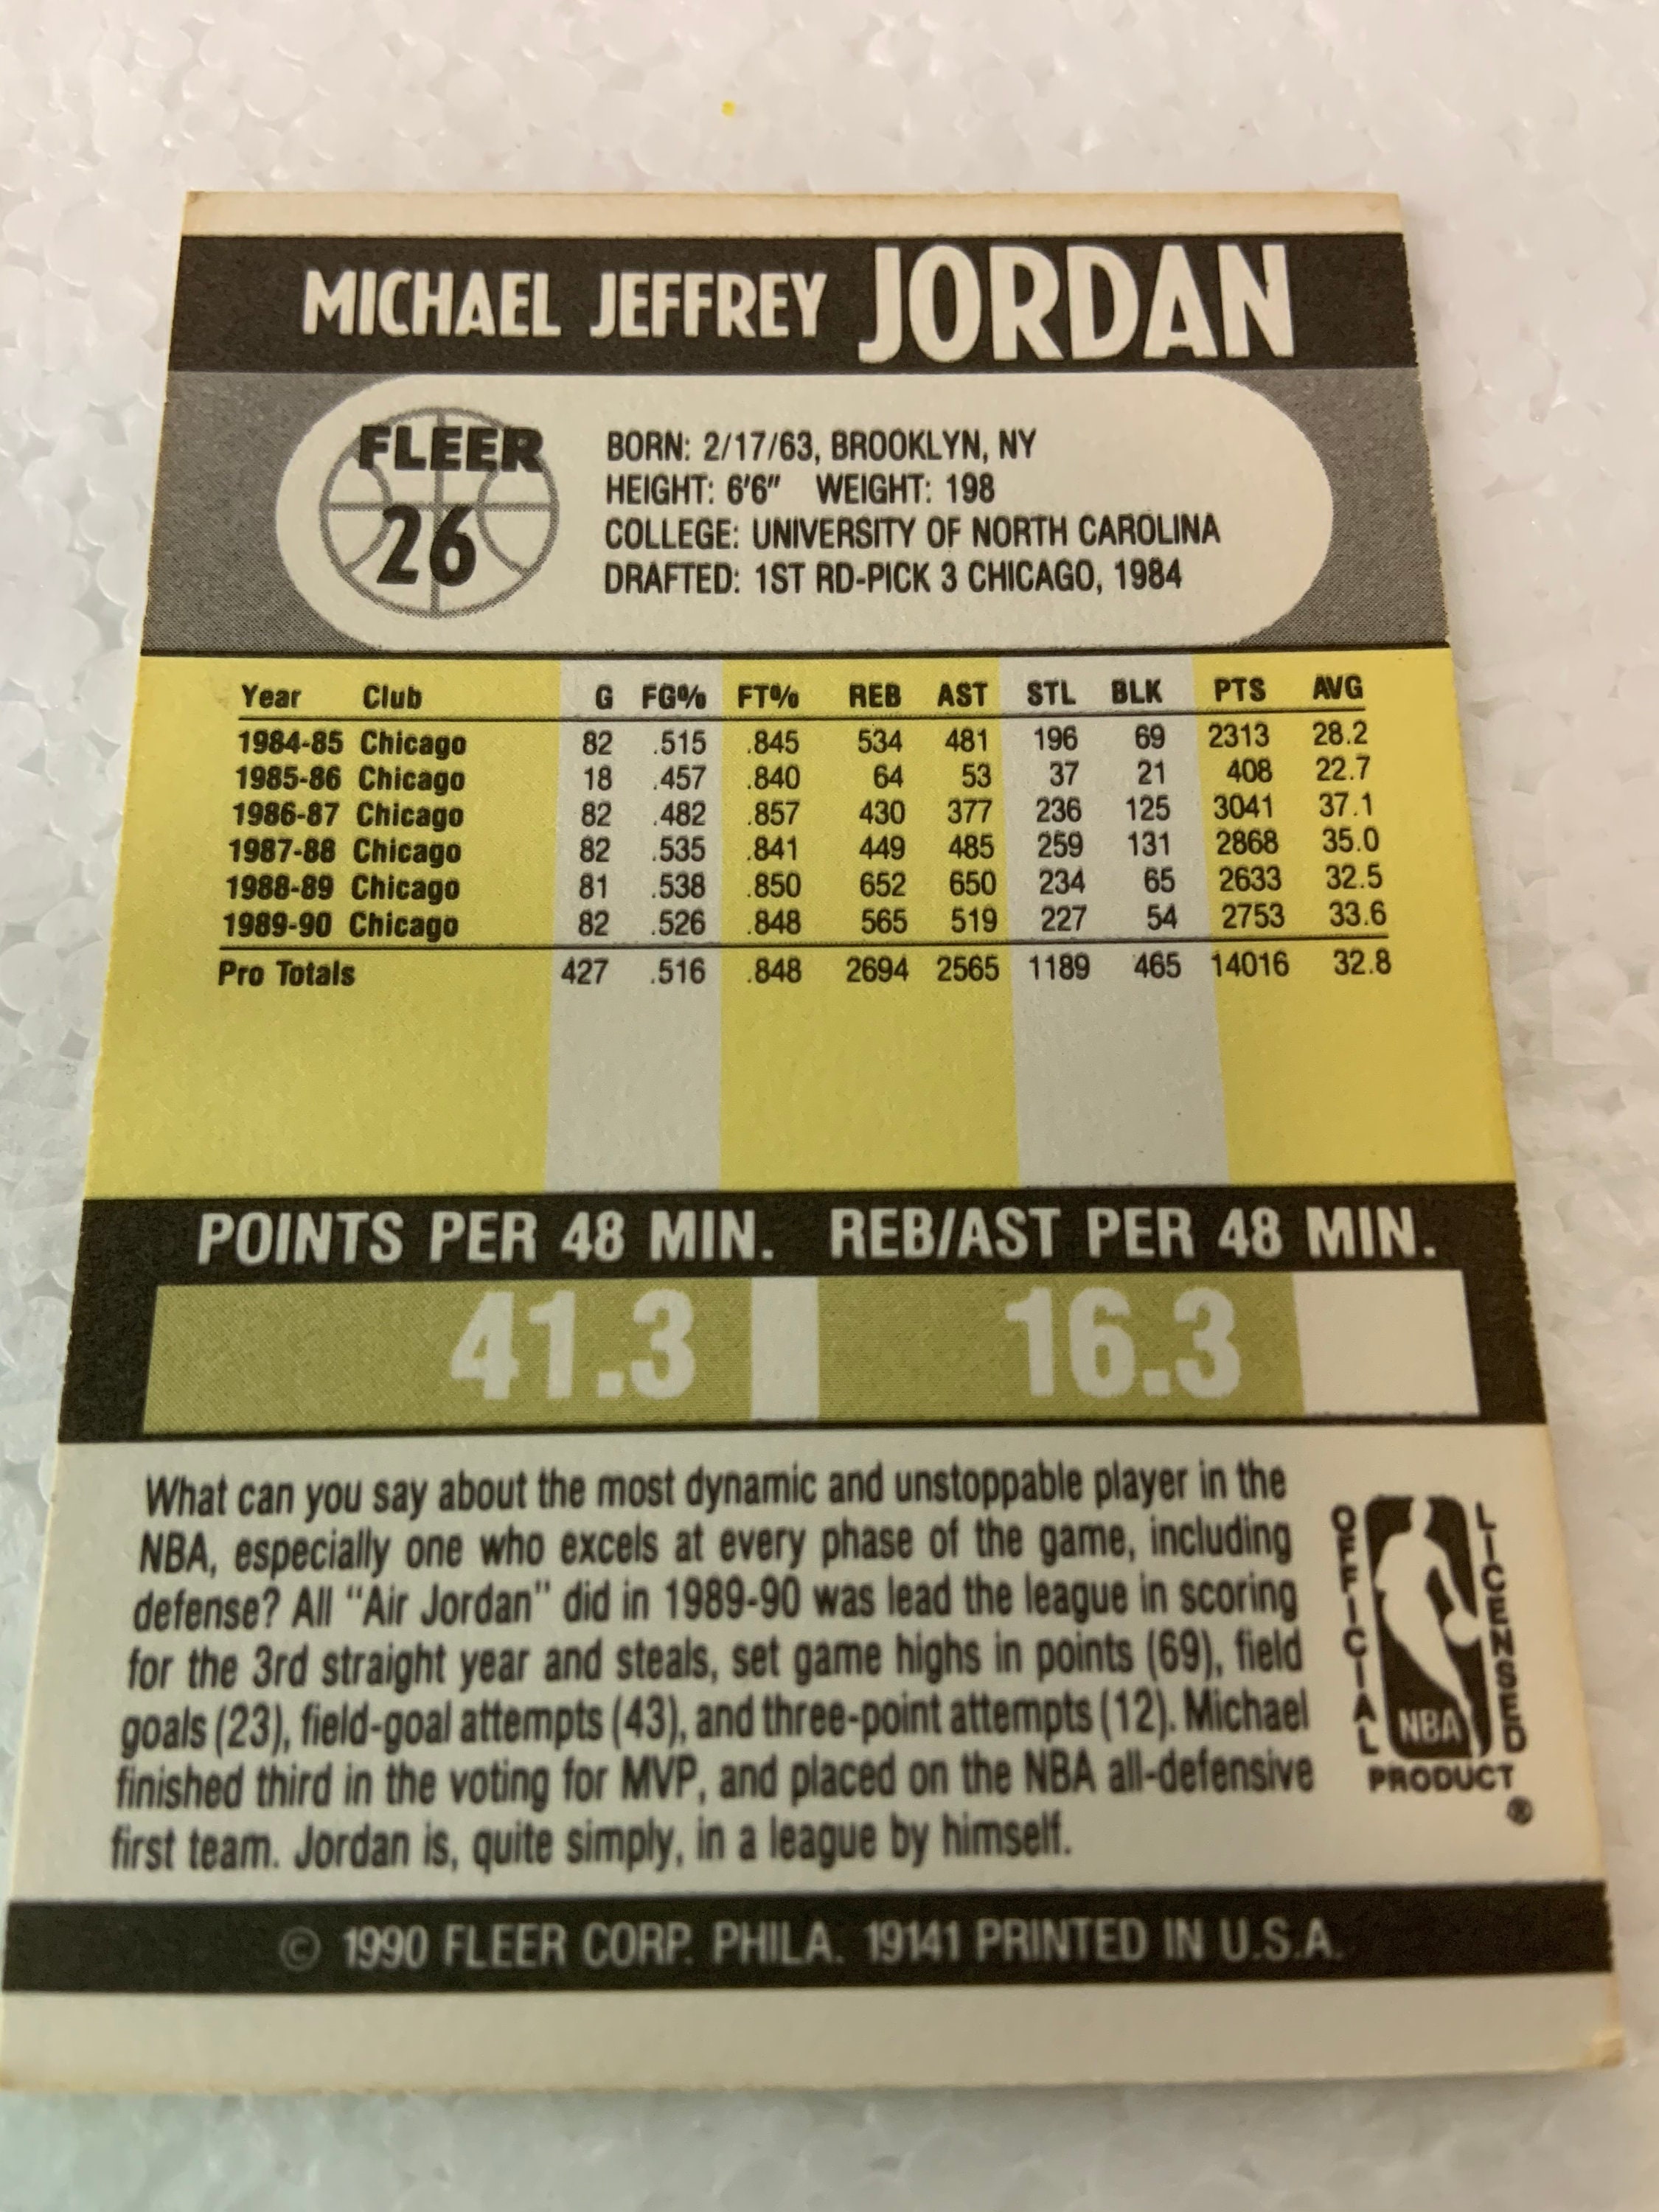 MICHAEL JEFFREY JORDAN
FLEER
26
BORN: 2/17/63, BROOKLYN, NY
HEIGHT: 6'6" WEIGHT: 198
COLLEGE: UNIVERSITY OF NORTH CAROLINA
DRAFTED: 1ST RD-PICK 3 CHICAGO, 1984
Year Club G FG% FT% REB AST STL BLK PTS AVG
1984-85 Chicago 82 .515 .845 534 481 196 69 2313 28.2
1985-86 Chicago 18 .457 .840 64 53 37 21 408 22.7
1986-87 Chicago 82 .482 .857 430 377 236 125 3041 37.1
1987-88 Chicago 82 .535 .841 449 485 259 131 2868 35.0
1988-89 Chicago 81 .538 .850 652 650 234 65 2633 32.5
1989-90 Chicago 82 .526 .848 565 519 227 54 2753 33.6
Pro Totals 427 .516 .848 2694 2565 1189 465 14016 32.8
POINTS PER 48 MIN. REB/AST PER 48 MIN.
41.3 16.3
What can you say about the most dynamic and unstoppable player in the
NBA, especially one who excels at every phase of the game, including
defense? All "Air Jordan" did in 1989-90 was lead the league in scoring
for the 3rd straight year and steals, set game highs in points (69), field
goals (23), field-goal attempts (43), and three-point attempts (12). Michael
finished third in the voting for MVP, and placed on the NBA all-defensive
first team. Jordan is, quite simply, in a league by himself.
OFFICIAL LICENSED
NBA
PRODUCT
®
© 1990 FLEER CORP. PHILA. 19141 PRINTED IN U.S.A.